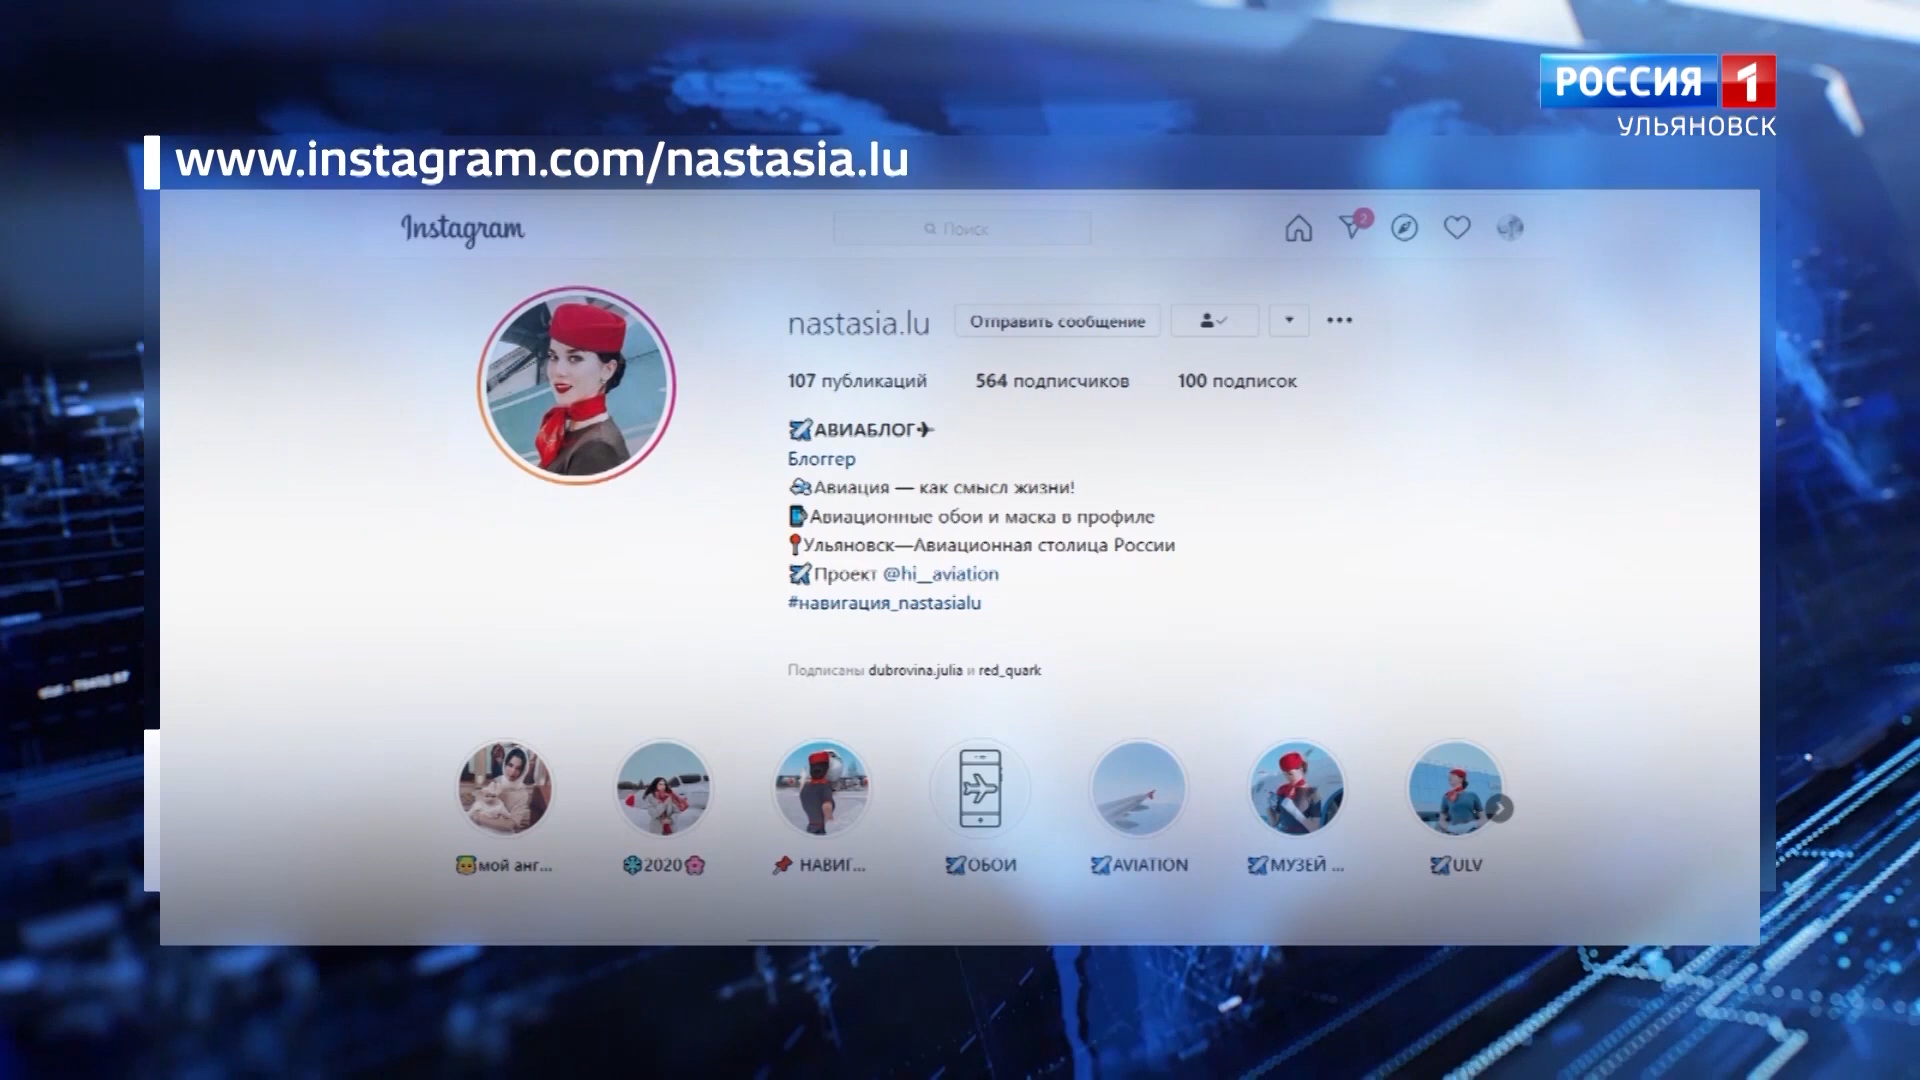 РОССИЯ 1
УЛЬЯНОВСК
www.instagram.com/nastasia.lu
Instagram
Поиск
2
nastasia.lu Отправить сообщение
107 публикаций 564 подписчиков 100 подписок
АВИАБЛОГ
Блоггер
Авиация — как смысл жизни!
Авиационные обои и маска в профиле
Ульяновск—Авиационная столица России
Проект @hi__aviation
#навигация_nastasialu
Подписаны dubrovina.julia и red_quark
мой анг... 2020 НАВИГ... ОБОИ AVIATION МУЗЕЙ ... ULV